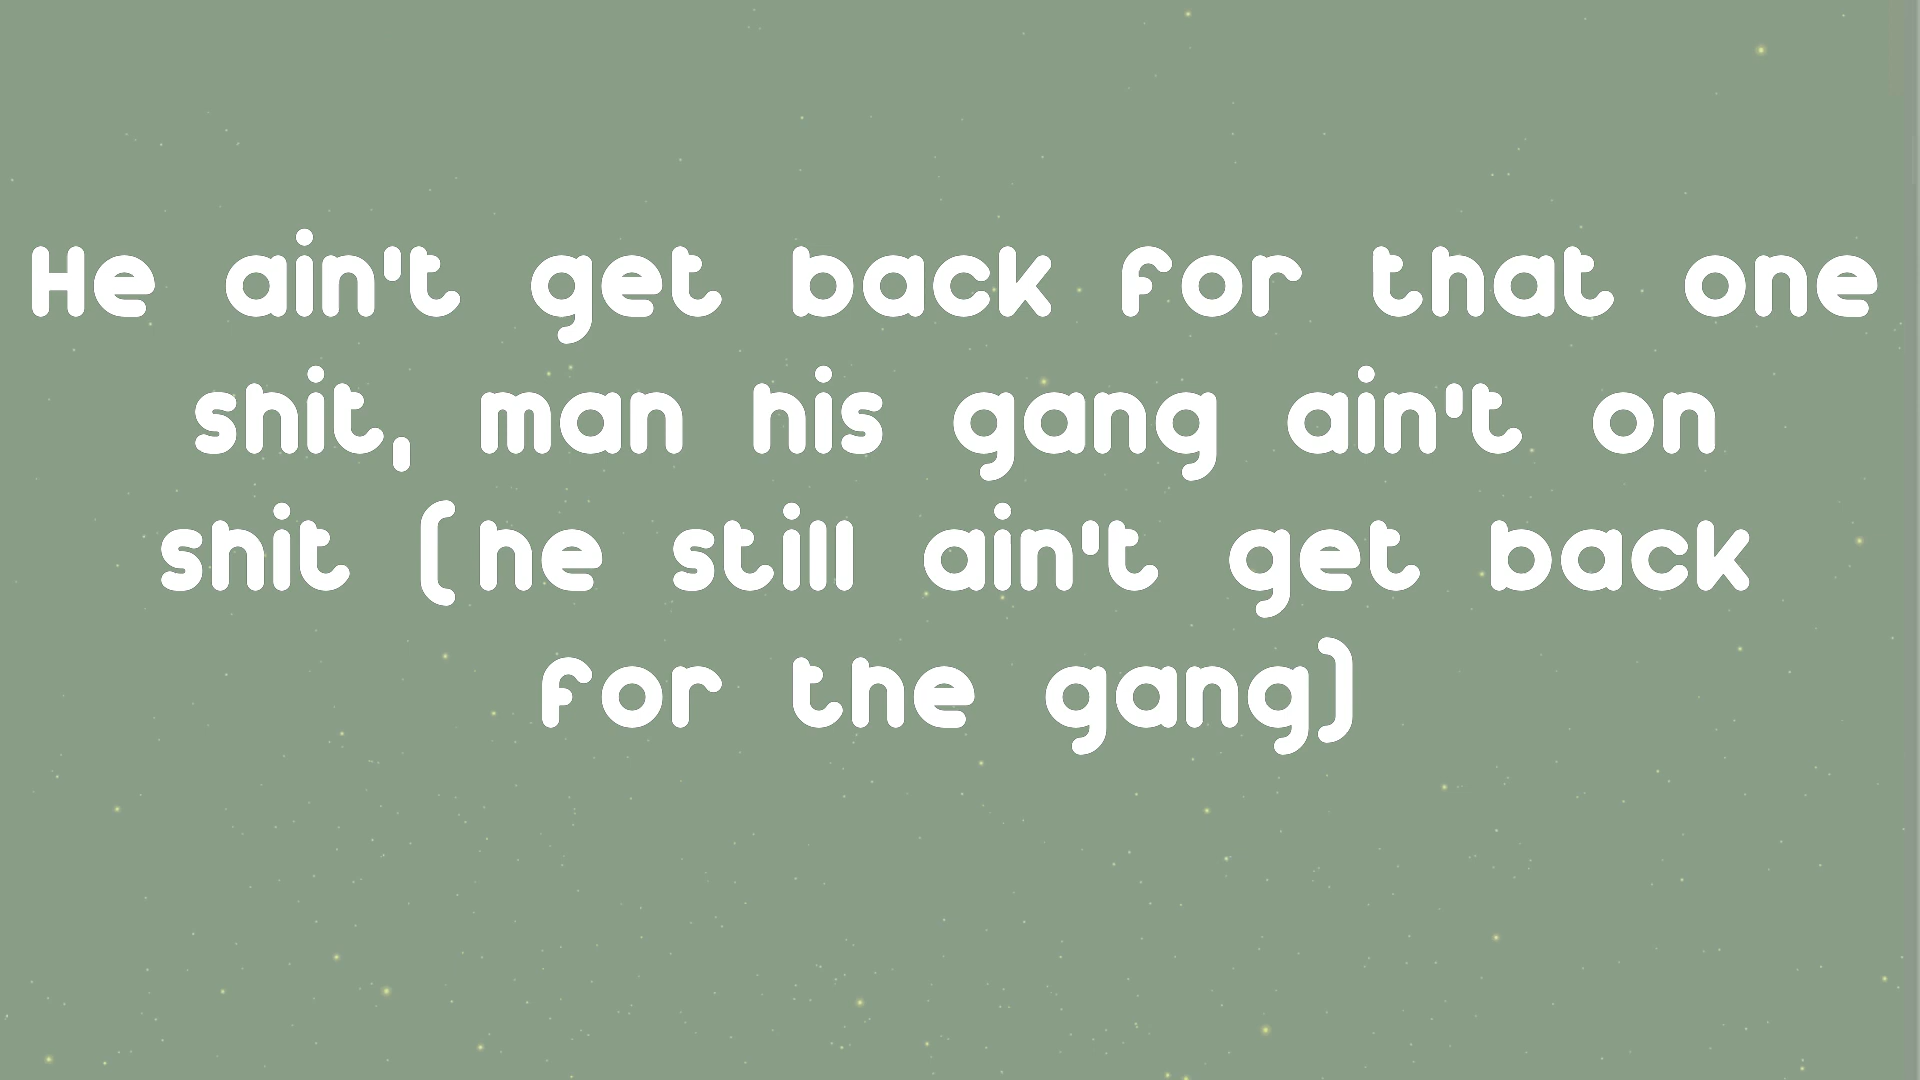 He ain't get back for that one
shit, man his gang ain't on
shit (he still ain't get back
for the gang)